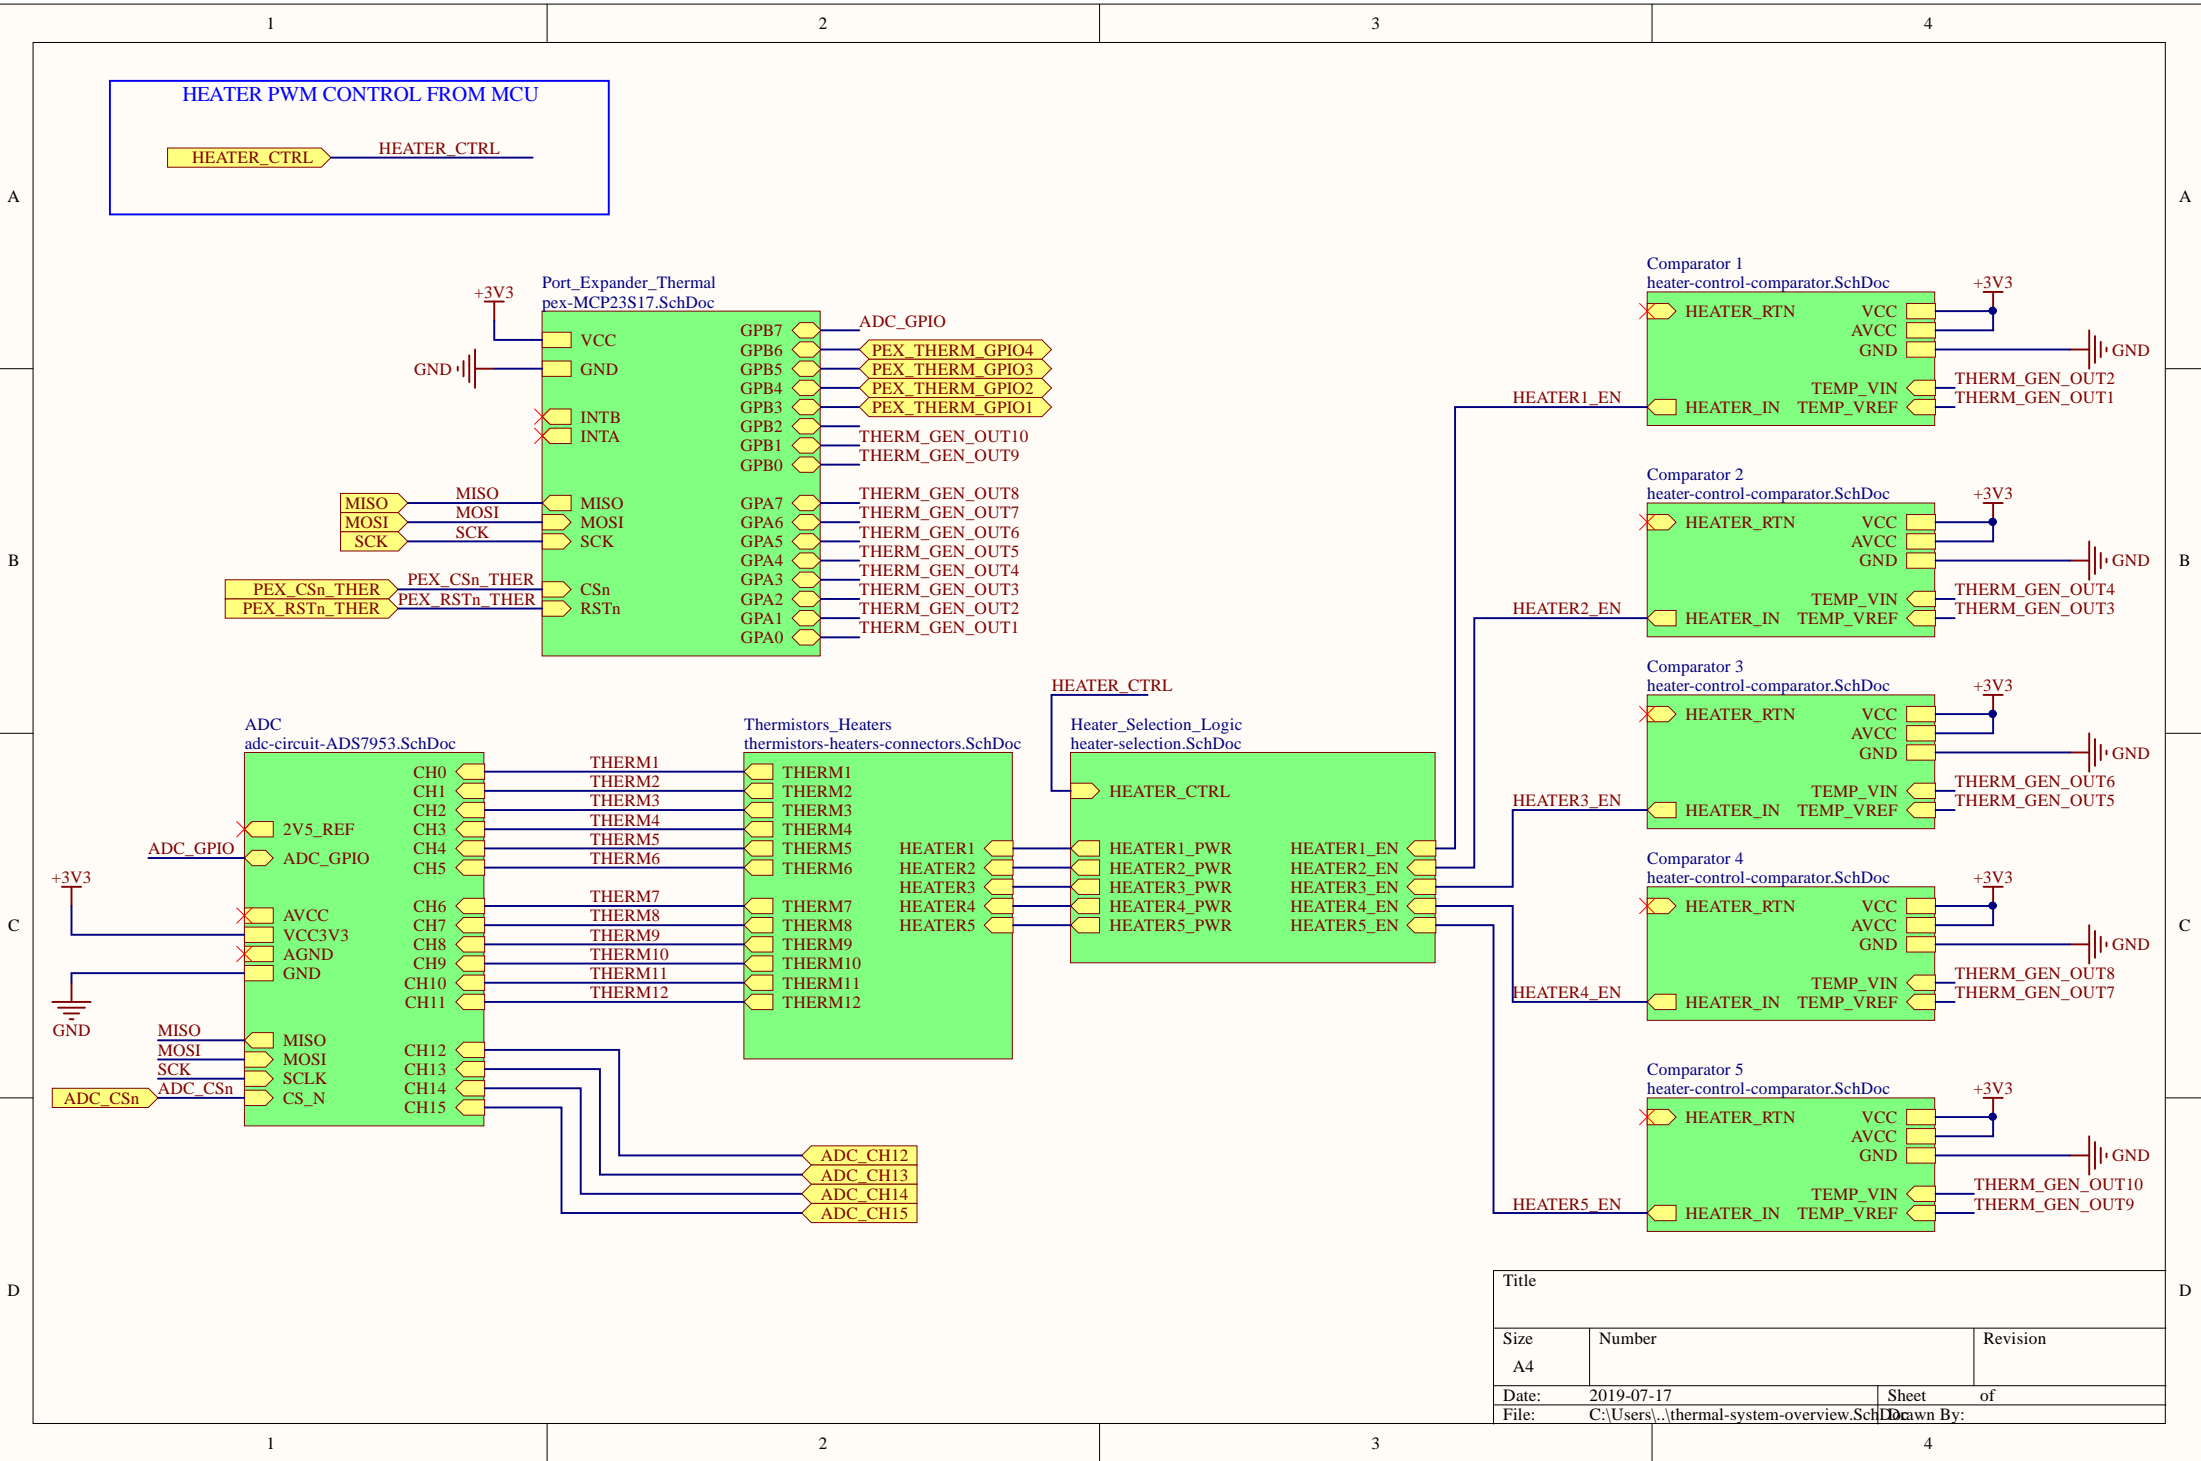 1 2 3 4
HEATER PWM CONTROL FROM MCU
HEATER_CTRL HEATER_CTRL
A A
Port_Expander_Thermal
pex-MCP23S17.SchDoc
+3V3
VCC
GND GND
INTB
INTA
MISO MISO MISO
MOSI MOSI MOSI
SCK SCK SCK
PEX_CSn_THER PEX_CSn_THER CSn
PEX_RSTn_THER PEX_RSTn_THER RSTn
GPB7 ADC_GPIO
GPB6 PEX_THERM_GPIO4
GPB5 PEX_THERM_GPIO3
GPB4 PEX_THERM_GPIO2
GPB3 PEX_THERM_GPIO1
GPB2
GPB1 THERM_GEN_OUT10
GPB0 THERM_GEN_OUT9
GPA7 THERM_GEN_OUT8
GPA6 THERM_GEN_OUT7
GPA5 THERM_GEN_OUT6
GPA4 THERM_GEN_OUT5
GPA3 THERM_GEN_OUT4
GPA2 THERM_GEN_OUT3
GPA1 THERM_GEN_OUT2
GPA0 THERM_GEN_OUT1
Comparator 1
heater-control-comparator.SchDoc
+3V3
HEATER_RTN VCC
AVCC
GND GND
TEMP_VIN THERM_GEN_OUT2
HEATER1_EN HEATER_IN TEMP_VREF THERM_GEN_OUT1
Comparator 2
heater-control-comparator.SchDoc
+3V3
HEATER_RTN VCC
AVCC
GND GND
TEMP_VIN THERM_GEN_OUT4
HEATER2_EN HEATER_IN TEMP_VREF THERM_GEN_OUT3
B B
Comparator 3
heater-control-comparator.SchDoc
+3V3
HEATER_RTN VCC
AVCC
GND GND
TEMP_VIN THERM_GEN_OUT6
HEATER3_EN HEATER_IN TEMP_VREF THERM_GEN_OUT5
Comparator 4
heater-control-comparator.SchDoc
+3V3
HEATER_RTN VCC
AVCC
GND GND
TEMP_VIN THERM_GEN_OUT8
HEATER4_EN HEATER_IN TEMP_VREF THERM_GEN_OUT7
Comparator 5
heater-control-comparator.SchDoc
+3V3
HEATER_RTN VCC
AVCC
GND GND
TEMP_VIN THERM_GEN_OUT10
HEATER5_EN HEATER_IN TEMP_VREF THERM_GEN_OUT9
ADC
adc-circuit-ADS7953.SchDoc
2V5_REF
ADC_GPIO ADC_GPIO
+3V3
AVCC
VCC3V3
AGND
GND
GND
MISO MISO
MOSI MOSI
SCK SCLK
ADC_CSn ADC_CSn CS_N
CH0 THERM1 THERM1
CH1 THERM2 THERM2
CH2 THERM3 THERM3
CH3 THERM4 THERM4
CH4 THERM5 THERM5
CH5 THERM6 THERM6
CH6 THERM7 THERM7
CH7 THERM8 THERM8
CH8 THERM9 THERM9
CH9 THERM10 THERM10
CH10 THERM11 THERM11
CH11 THERM12 THERM12
CH12
CH13
CH14
CH15
ADC_CH12
ADC_CH13
ADC_CH14
ADC_CH15
Thermistors_Heaters
thermistors-heaters-connectors.SchDoc
HEATER1
HEATER2
HEATER3
HEATER4
HEATER5
HEATER_CTRL
Heater_Selection_Logic
heater-selection.SchDoc
HEATER_CTRL
HEATER1_PWR HEATER1_EN
HEATER2_PWR HEATER2_EN
HEATER3_PWR HEATER3_EN
HEATER4_PWR HEATER4_EN
HEATER5_PWR HEATER5_EN
C C
D D
Title
Size Number Revision
A4
Date: 2019-07-17 Sheet of
File: C:\Users\..\thermal-system-overview.SchDoc Drawn By:
1 2 3 4